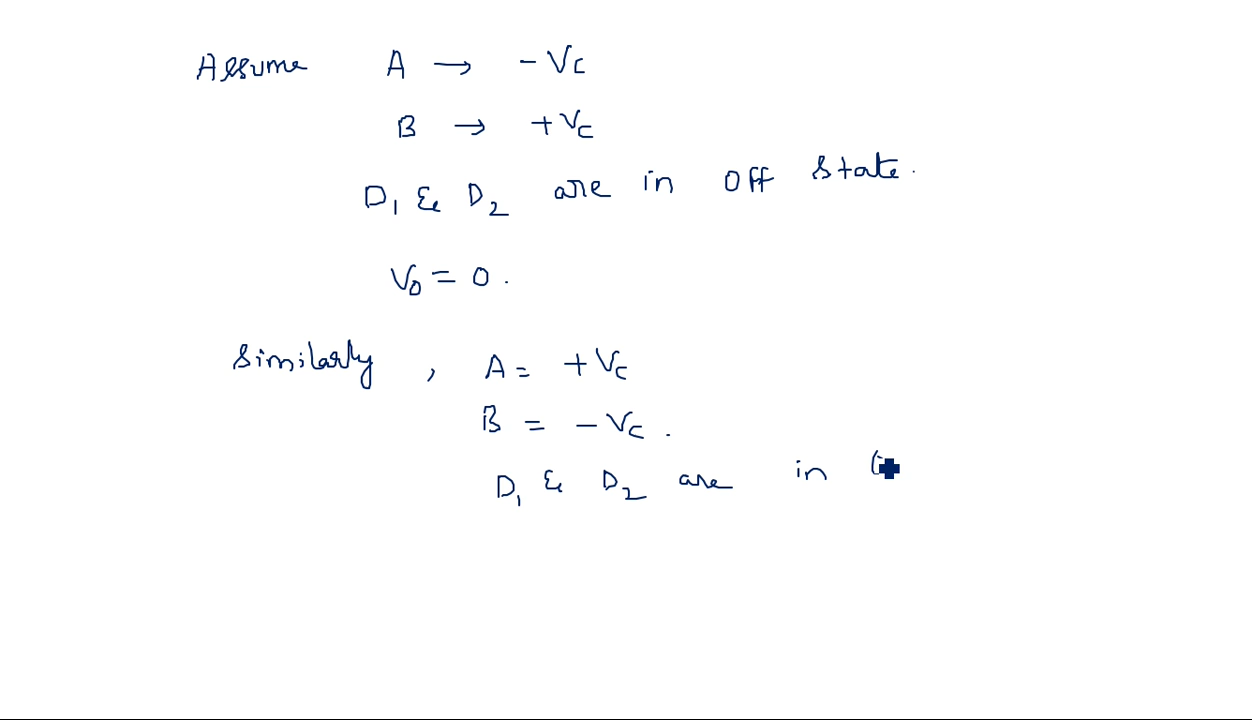 Assume A → - Vc
B → + Vc
D1 & D2 are in off state.
V0 = 0.
Similarly, A = + Vc
B = - Vc.
D1 & D2 are in